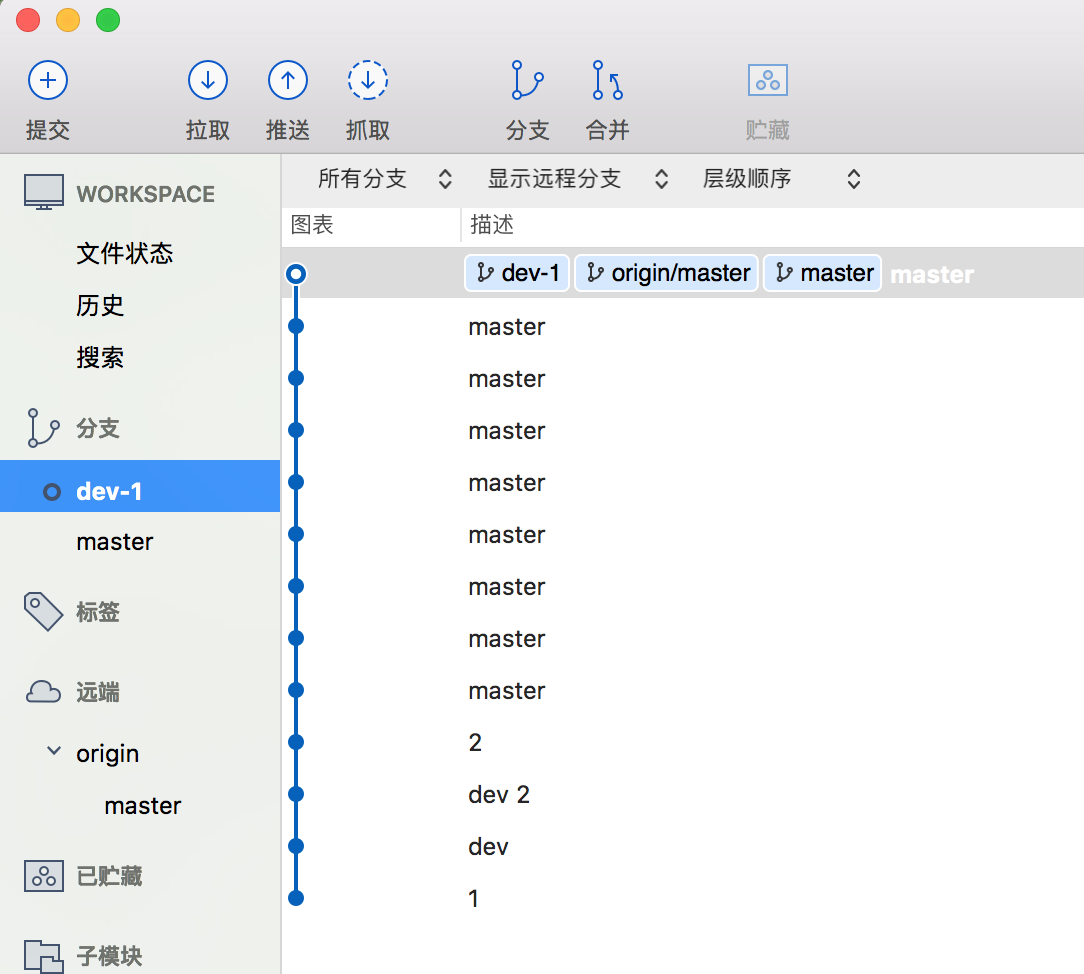 提交 拉取 推送 抓取 分支 合并 贮藏
WORKSPACE
文件状态
历史
搜索
分支
dev-1
master
标签
远端
origin
master
已贮藏
子模块
所有分支 显示远程分支 层级顺序
图表 描述
dev-1 origin/master master master
master
master
master
master
master
master
master
master
2
dev 2
dev
1